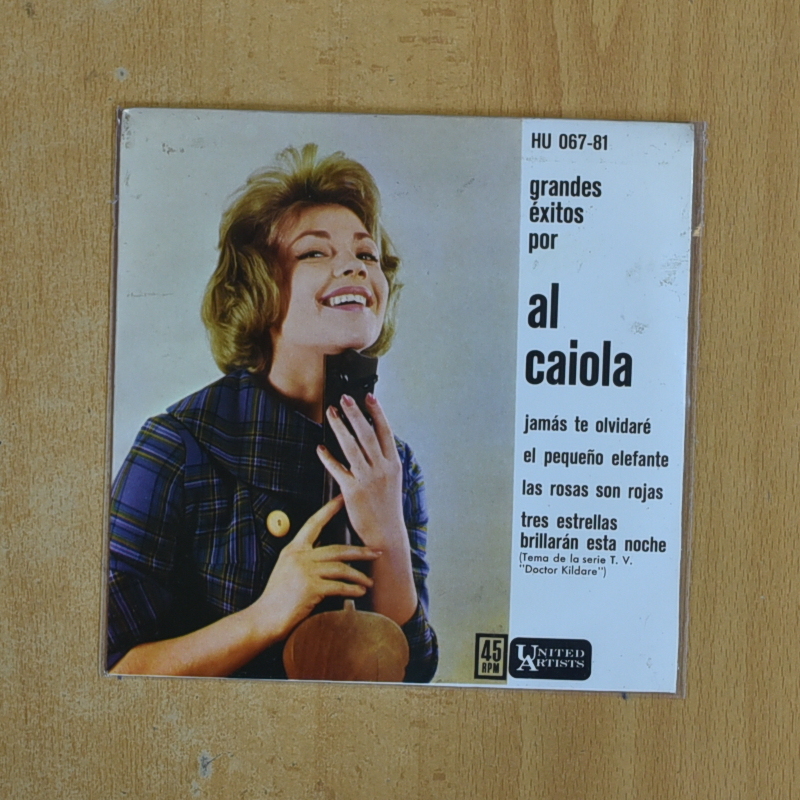 HU 067-81
grandes
éxitos
por
al
caiola
jamás te olvidaré
el pequeño elefante
las rosas son rojas
tres estrellas
brillarán esta noche
(Tema de la serie T. V.
"Doctor Kildare")
45
RPM
UNITED
ARTISTS